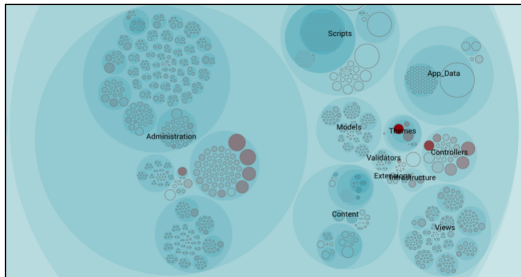 Scripts
App_Data
Models
Themes
Administration
Controllers
Validators
Extensions
Infrastructure
Content
Views